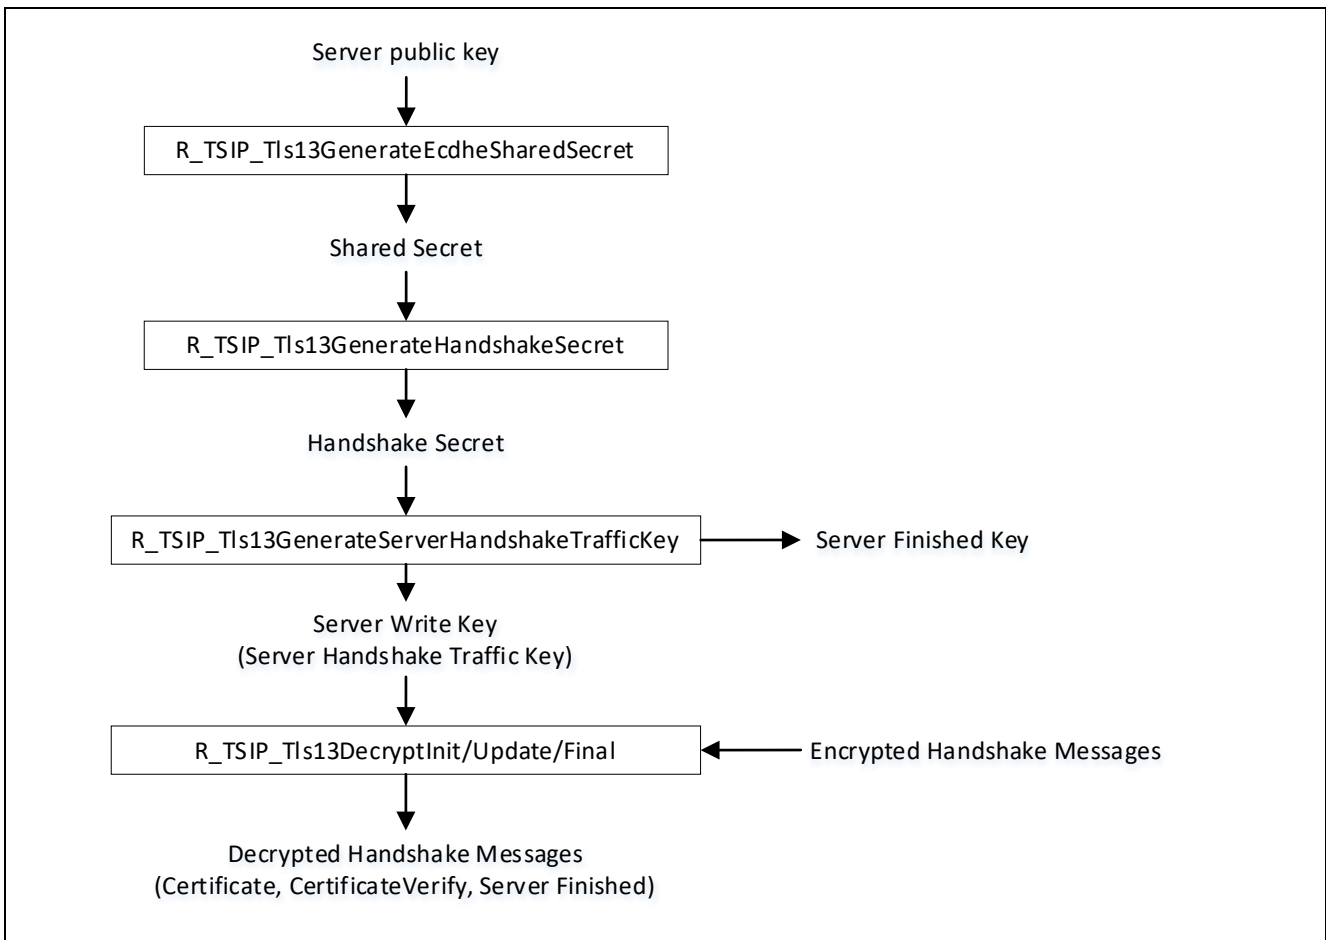 Server public key
R_TSIP_Tls13GenerateEcdheSharedSecret
Shared Secret
R_TSIP_Tls13GenerateHandshakeSecret
Handshake Secret
R_TSIP_Tls13GenerateServerHandshakeTrafficKey
Server Finished Key
Server Write Key
(Server Handshake Traffic Key)
R_TSIP_Tls13DecryptInit/Update/Final
Encrypted Handshake Messages
Decrypted Handshake Messages
(Certificate, CertificateVerify, Server Finished)